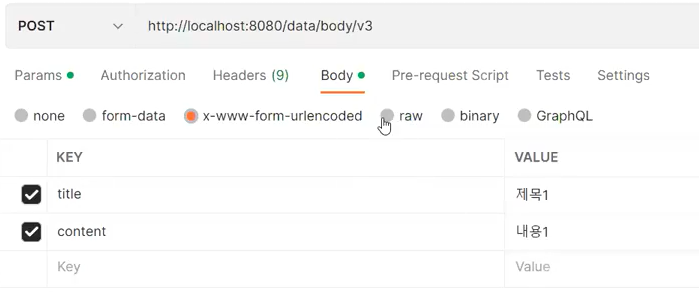 POST http://localhost:8080/data/body/v3
Params Authorization Headers (9) Body Pre-request Script Tests Settings
none form-data x-www-form-urlencoded raw binary GraphQL
KEY VALUE
title 제목1
content 내용1
Key Value